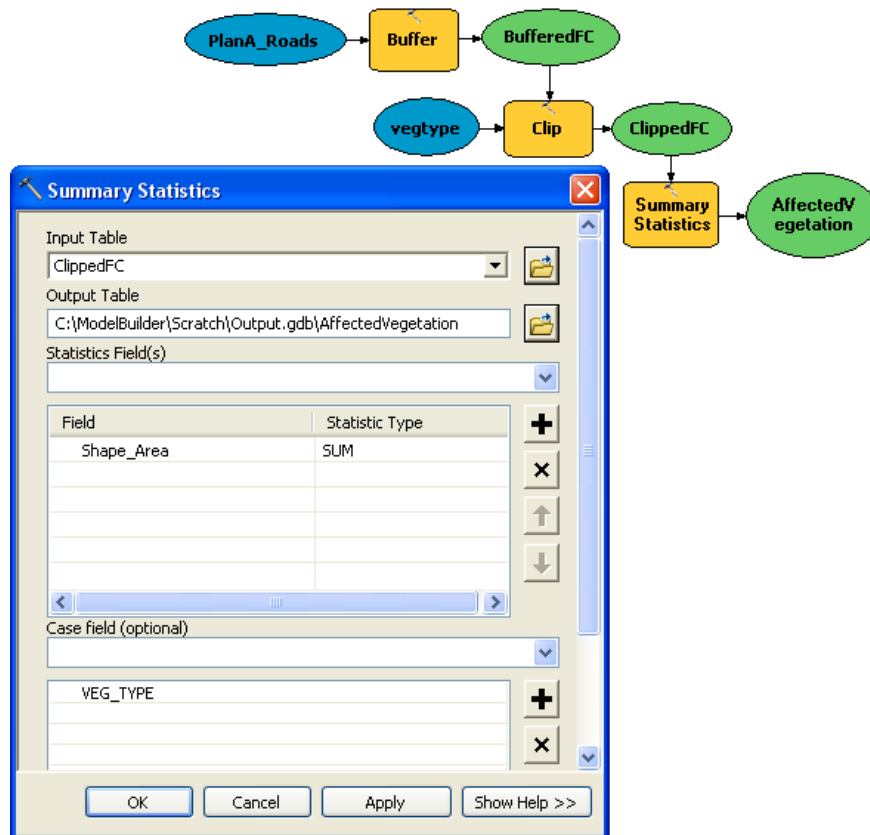 PlanA_Roads
Buffer
BufferedFC
vegtype
Clip
ClippedFC
Summary
Statistics
AffectedV
egetation
Summary Statistics
Input Table
ClippedFC
Output Table
C:\ModelBuilder\Scratch\Output.gdb\AffectedVegetation
Statistics Field(s)
Field Statistic Type
Shape_Area SUM
Case field (optional)
VEG_TYPE
OK Cancel Apply Show Help >>